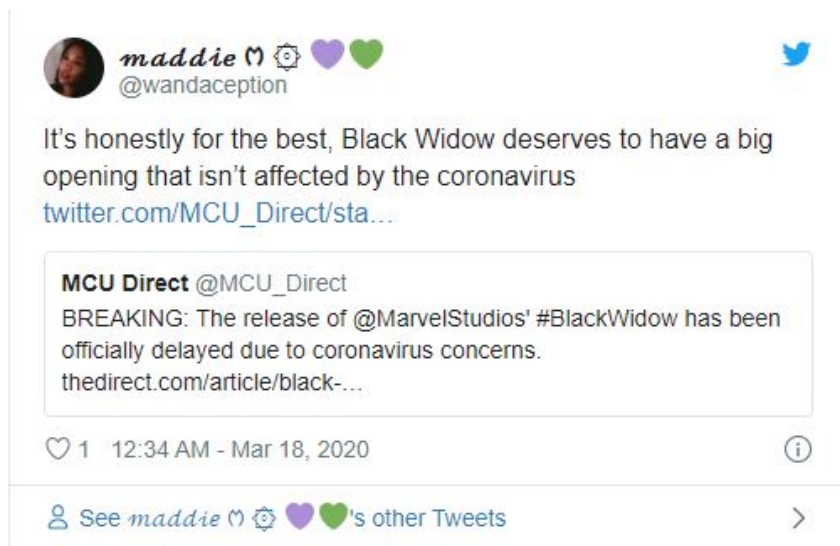 𝓶𝓪𝓭𝓭𝓲𝓮 ෆ ۞ 💜💚
@wandaception
It’s honestly for the best, Black Widow deserves to have a big
opening that isn’t affected by the coronavirus
twitter.com/MCU_Direct/sta…
MCU Direct @MCU_Direct
BREAKING: The release of @MarvelStudios' #BlackWidow has been
officially delayed due to coronavirus concerns.
thedirect.com/article/black-…
1 12:34 AM - Mar 18, 2020
See 𝓶𝓪𝓭𝓭𝓲𝓮 ෆ ۞ 💜💚's other Tweets